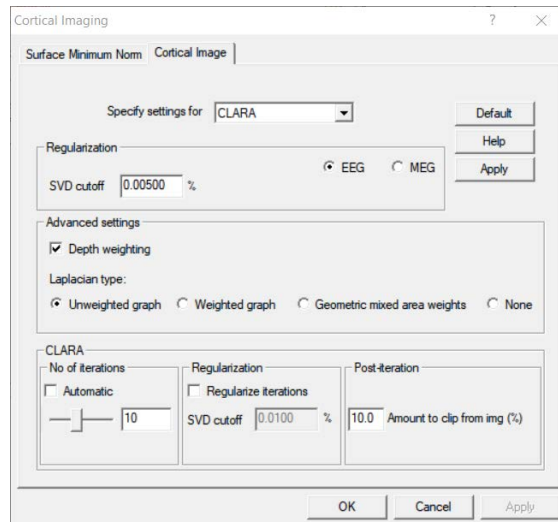 Cortical Imaging
Surface Minimum Norm Cortical Image
Specify settings for CLARA Default
Help
Apply
Regularization
EEG MEG
SVD cutoff 0.00500 %
Advanced settings
Depth weighting
Laplacian type:
Unweighted graph Weighted graph Geometric mixed area weights None
CLARA
No of iterations Regularization Post-iteration
Automatic Regularize iterations
10 SVD cutoff 0.0100 % 10.0 Amount to clip from img (%)
OK Cancel Apply